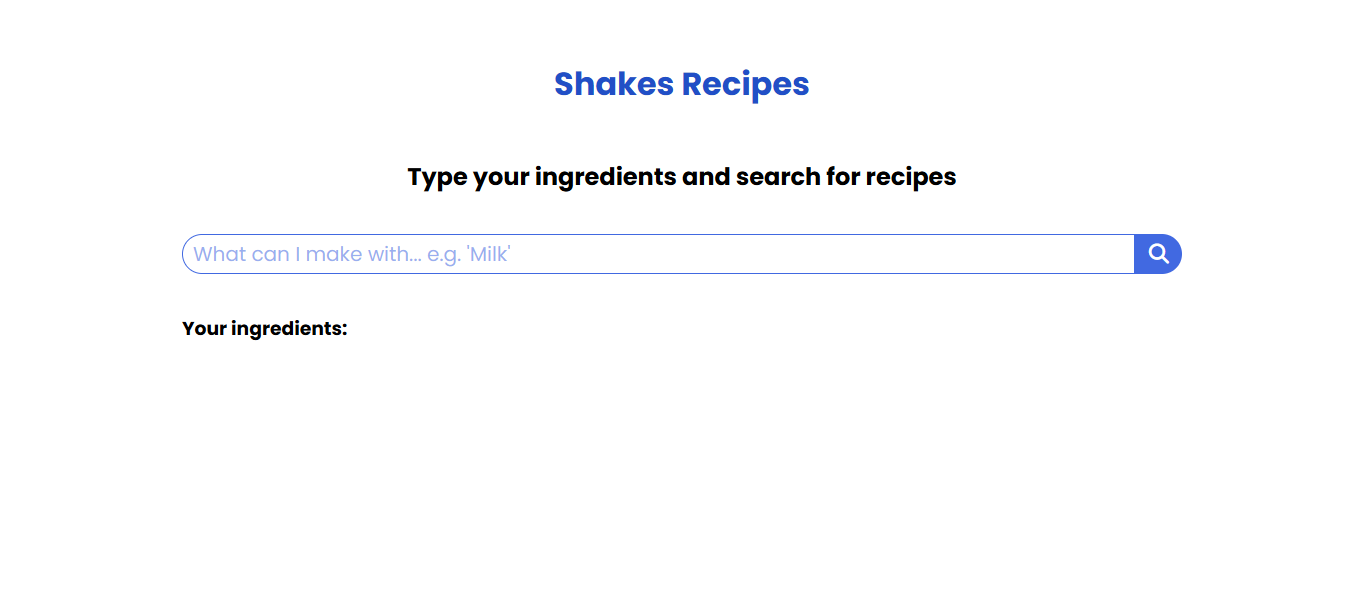 Shakes Recipes
Type your ingredients and search for recipes
What can I make with... e.g. 'Milk'
Your ingredients: